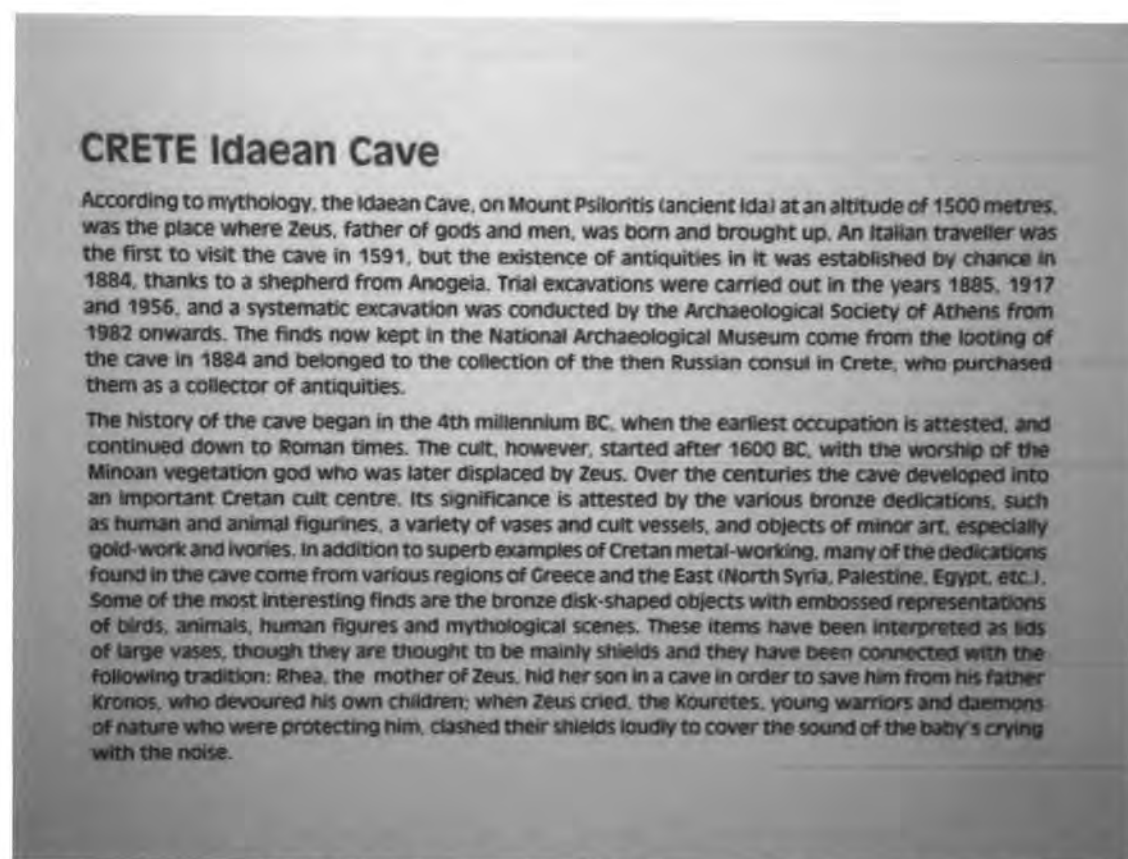 CRETE Idaean Cave
According to mythology, the Idaean Cave, on Mount Psiloritis (ancient Ida) at an altitude of 1500 metres,
was the place where Zeus, father of gods and men, was born and brought up. An Italian traveller was
the first to visit the cave in 1591, but the existence of antiquities in it was established by chance in
1884, thanks to a shepherd from Anogeia. Trial excavations were carried out in the years 1885, 1917
and 1956, and a systematic excavation was conducted by the Archaeological Society of Athens from
1982 onwards. The finds now kept in the National Archaeological Museum come from the looting of
the cave in 1884 and belonged to the collection of the then Russian consul in Crete, who purchased
them as a collector of antiquities.
The history of the cave began in the 4th millennium BC, when the earliest occupation is attested, and
continued down to Roman times. The cult, however, started after 1600 BC, with the worship of the
Minoan vegetation god who was later displaced by Zeus. Over the centuries the cave developed into
an important Cretan cult centre. Its significance is attested by the various bronze dedications, such
as human and animal figurines, a variety of vases and cult vessels, and objects of minor art, especially
gold-work and ivories. In addition to superb examples of Cretan metal-working, many of the dedications
found in the cave come from various regions of Greece and the East (North Syria, Palestine, Egypt, etc.).
Some of the most interesting finds are the bronze disk-shaped objects with embossed representations
of birds, animals, human figures and mythological scenes. These items have been interpreted as lids
of large vases, though they are thought to be mainly shields and they have been connected with the
following tradition: Rhea, the mother of Zeus, hid her son in a cave in order to save him from his father
Kronos, who devoured his own children; when Zeus cried, the Kouretes, young warriors and daemons
of nature who were protecting him, clashed their shields loudly to cover the sound of the baby's crying
with the noise.